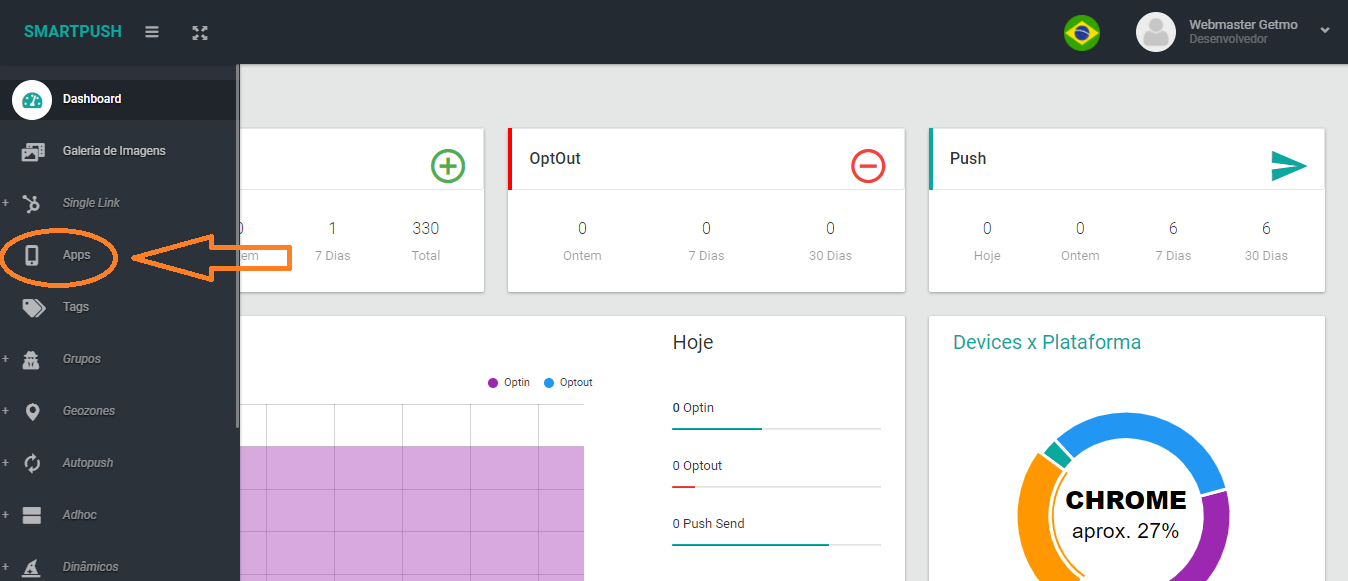 SMARTPUSH
Webmaster Getmo
Desenvolvedor
Dashboard
Galeria de Imagens
+ Single Link
Apps
Tags
+ Grupos
+ Geozones
+ Autopush
+ Adhoc
+ Dinâmicos
1 330
7 Dias Total
OptOut
0 0 0
Ontem 7 Dias 30 Dias
Push
0 0 6 6
Hoje Ontem 7 Dias 30 Dias
Optin Optout
Hoje
0 Optin
0 Optout
0 Push Send
Devices x Plataforma
CHROME
aprox. 27%